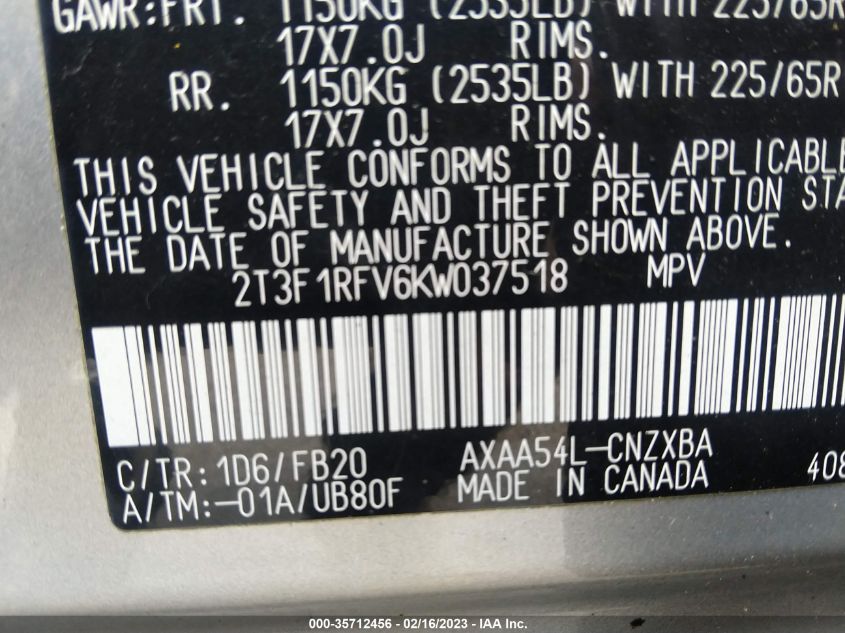 GAWR:FRT. 1150KG (2535LB) WITH 225/65R
17X7.0J RIMS.
RR. 1150KG (2535LB) WITH 225/65R
17X7.0J RIMS.
THIS VEHICLE CONFORMS TO ALL APPLICABLE
VEHICLE SAFETY AND THEFT PREVENTION STA
THE DATE OF MANUFACTURE SHOWN ABOVE.
2T3F1RFV6KW037518 MPV
C/TR: 1D6/FB20 AXAA54L-CNZXBA 408
A/TM:-01A/UB80F MADE IN CANADA
000-35712456 - 02/16/2023 - IAA Inc.